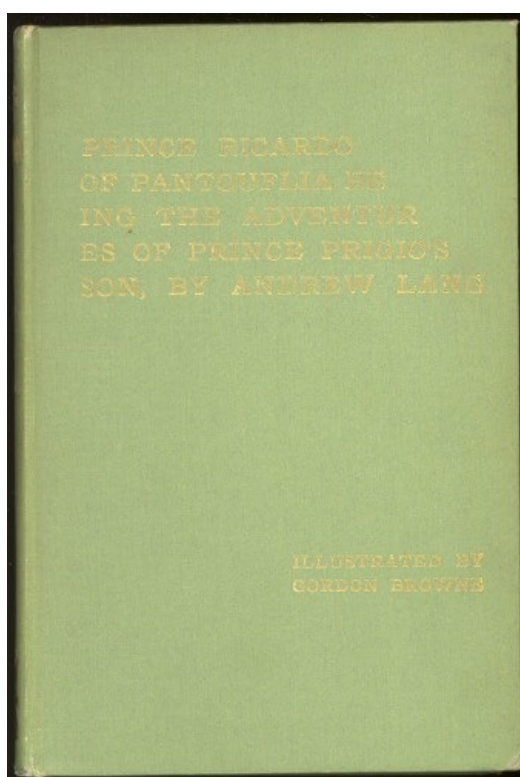 PRINCE RICARDO
OF PANTOUFLIA BE
ING THE ADVENTUR
ES OF PRINCE PRIGIO'S
SON, BY ANDREW LANG
ILLUSTRATED BY
GORDON BROWNE